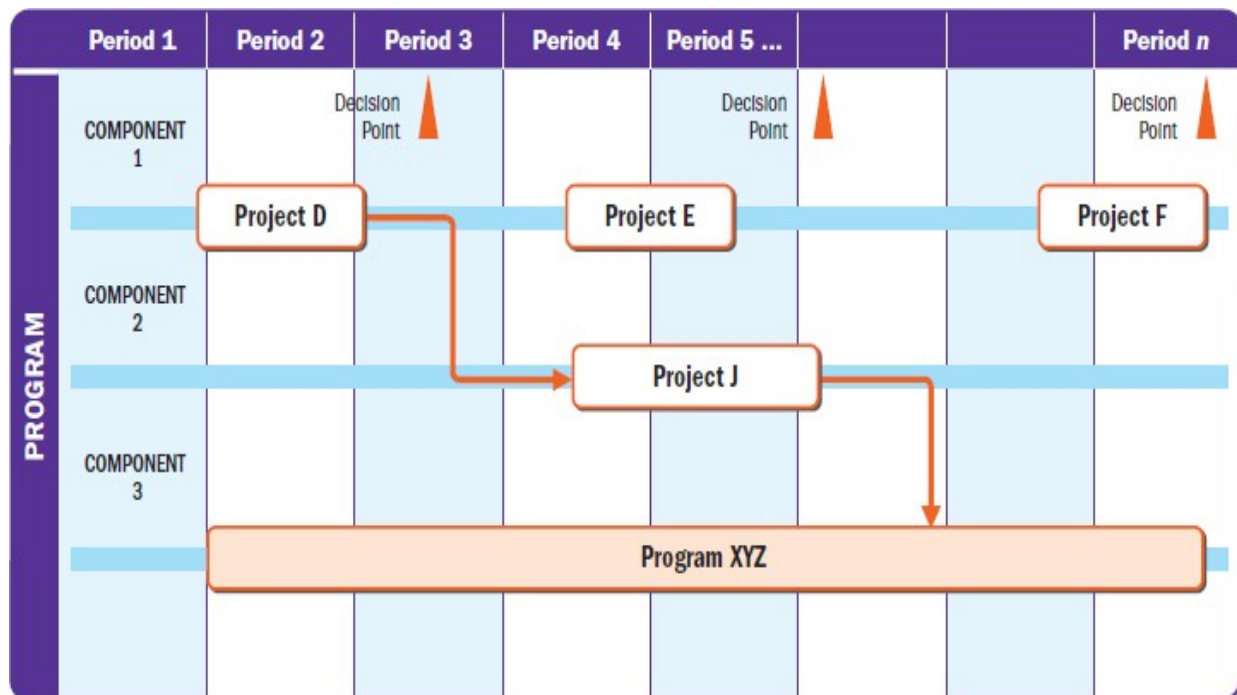 Period 1 Period 2 Period 3 Period 4 Period 5 ... Period n
PROGRAM
Decision
Point
Decision
Point
Decision
Point
COMPONENT
1
Project D
Project E
Project F
COMPONENT
2
Project J
COMPONENT
3
Program XYZ